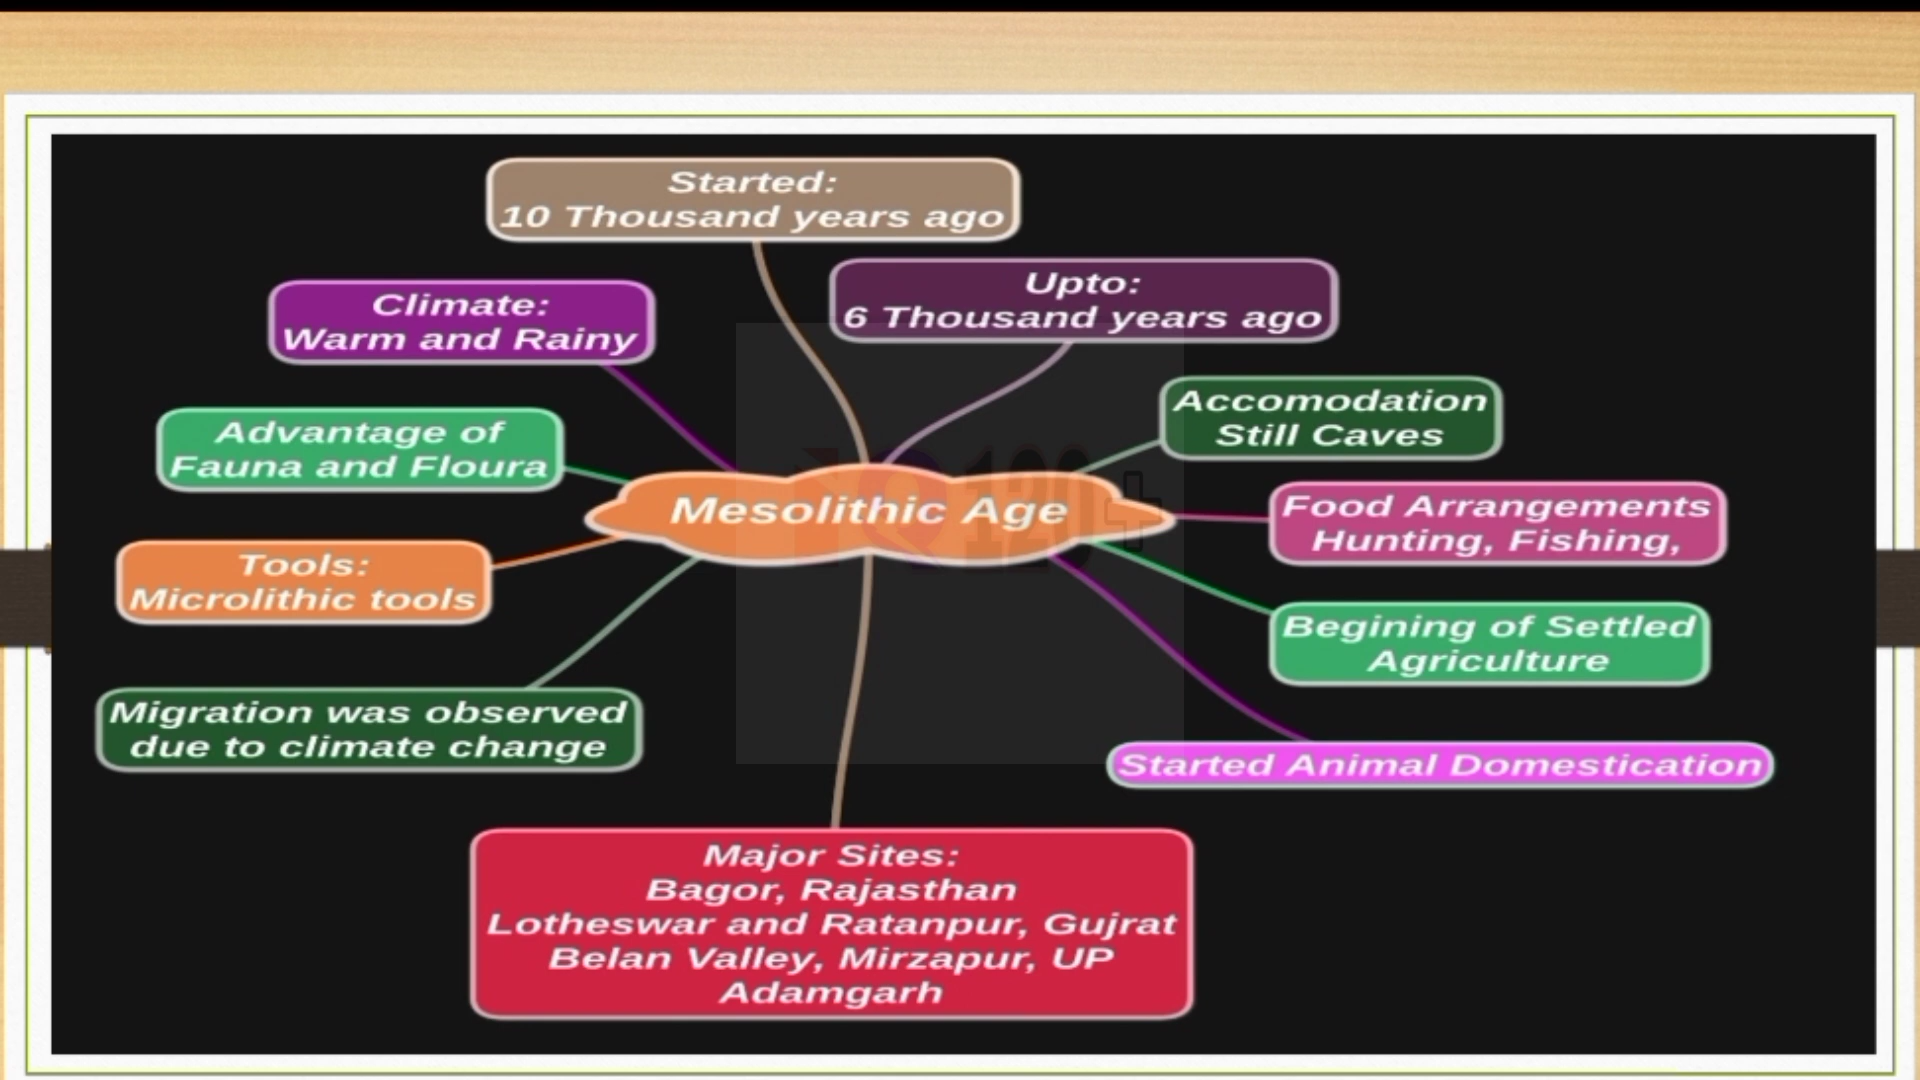 Started:
10 Thousand years ago
Upto:
6 Thousand years ago
Climate:
Warm and Rainy
Accomodation
Still Caves
Advantage of
Fauna and Floura
Mesolithic Age
Food Arrangements
Hunting, Fishing,
Tools:
Microlithic tools
Begining of Settled
Agriculture
Migration was observed
due to climate change
Started Animal Domestication
Major Sites:
Bagor, Rajasthan
Lotheswar and Ratanpur, Gujrat
Belan Valley, Mirzapur, UP
Adamgarh
120+